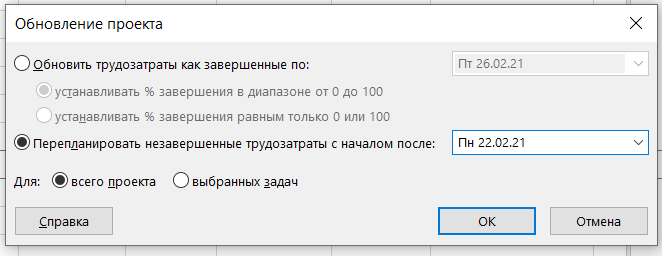 Обновление проекта
Обновить трудозатраты как завершенные по: Пт 26.02.21
устанавливать % завершения в диапазоне от 0 до 100
устанавливать % завершения равным только 0 или 100
Перепланировать незавершенные трудозатраты с началом после: Пн 22.02.21
Для: всего проекта выбранных задач
Справка ОК Отмена